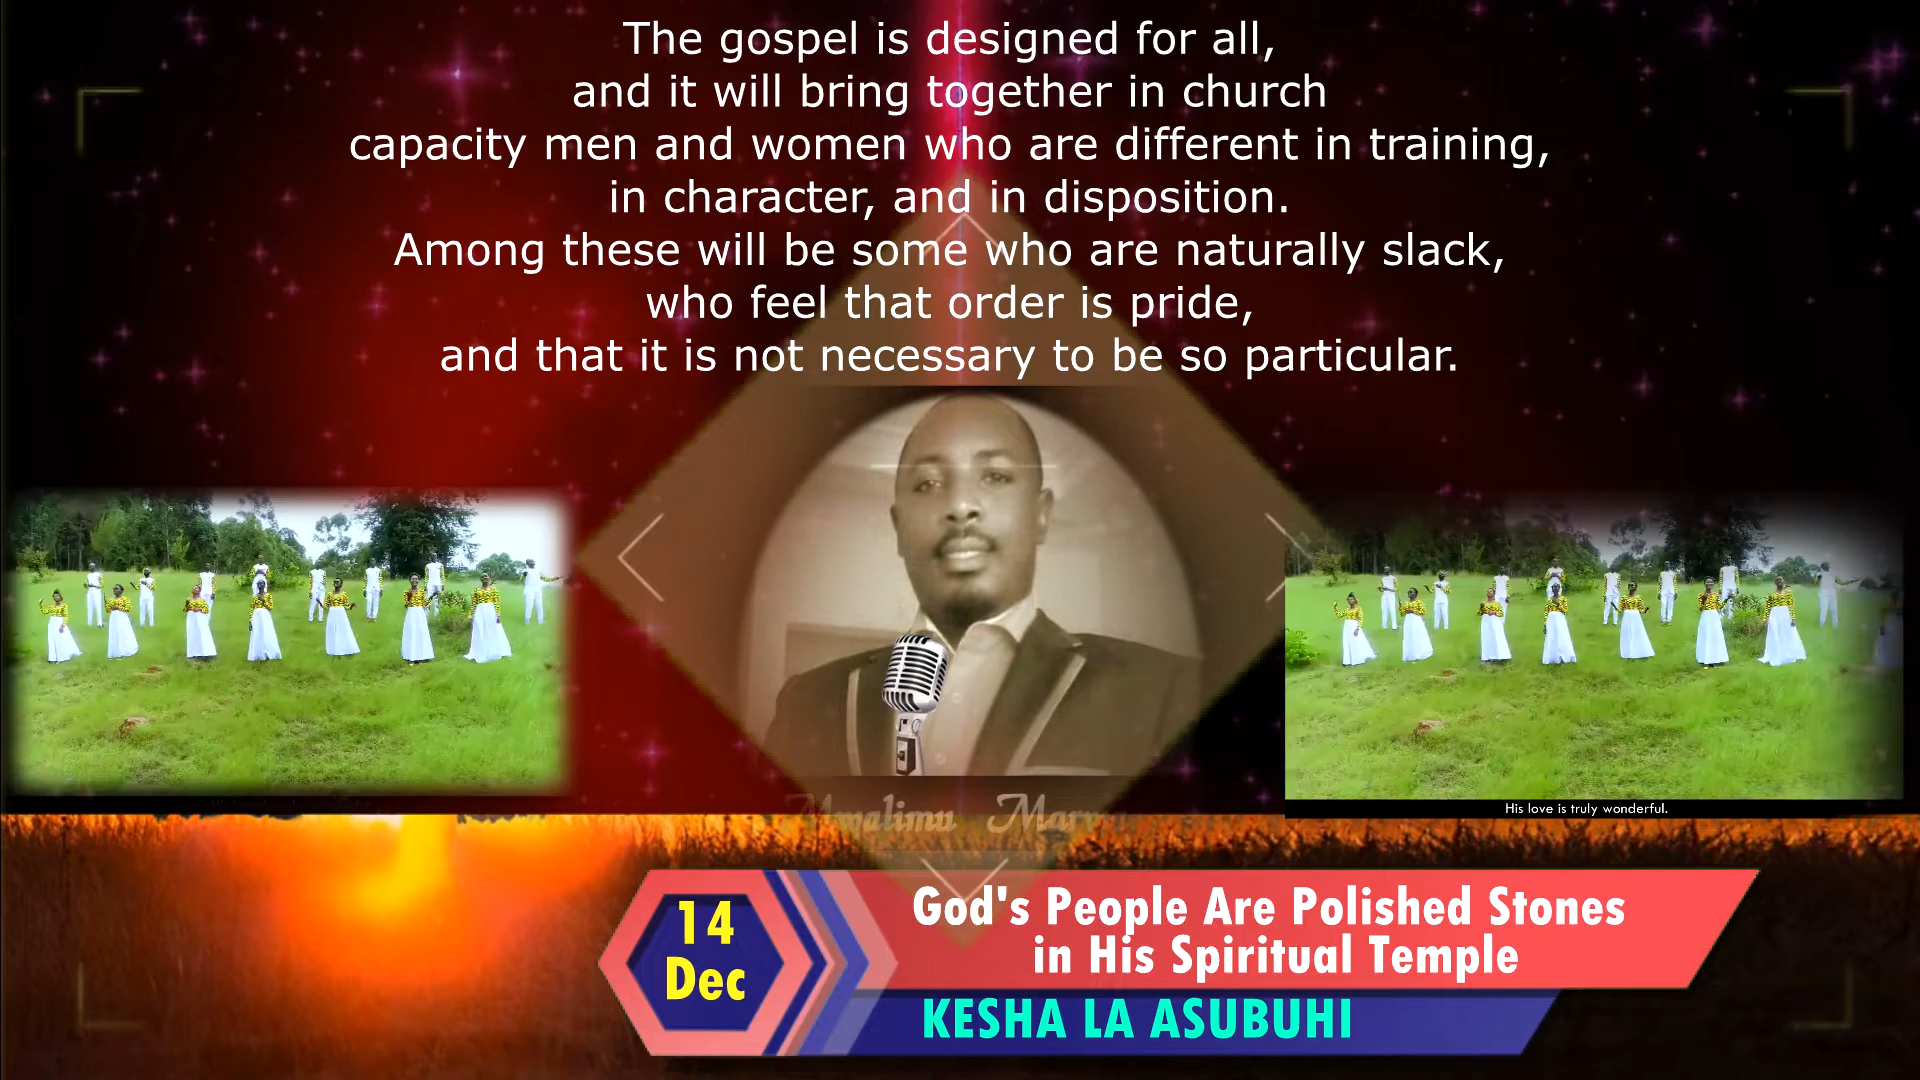 The gospel is designed for all,
and it will bring together in church
capacity men and women who are different in training,
in character, and in disposition.
Among these will be some who are naturally slack,
who feel that order is pride,
and that it is not necessary to be so particular.
Mwalimu
His love is truly wonderful.
14
Dec
God's People Are Polished Stones
in His Spiritual Temple
KESHA LA ASUBUHI